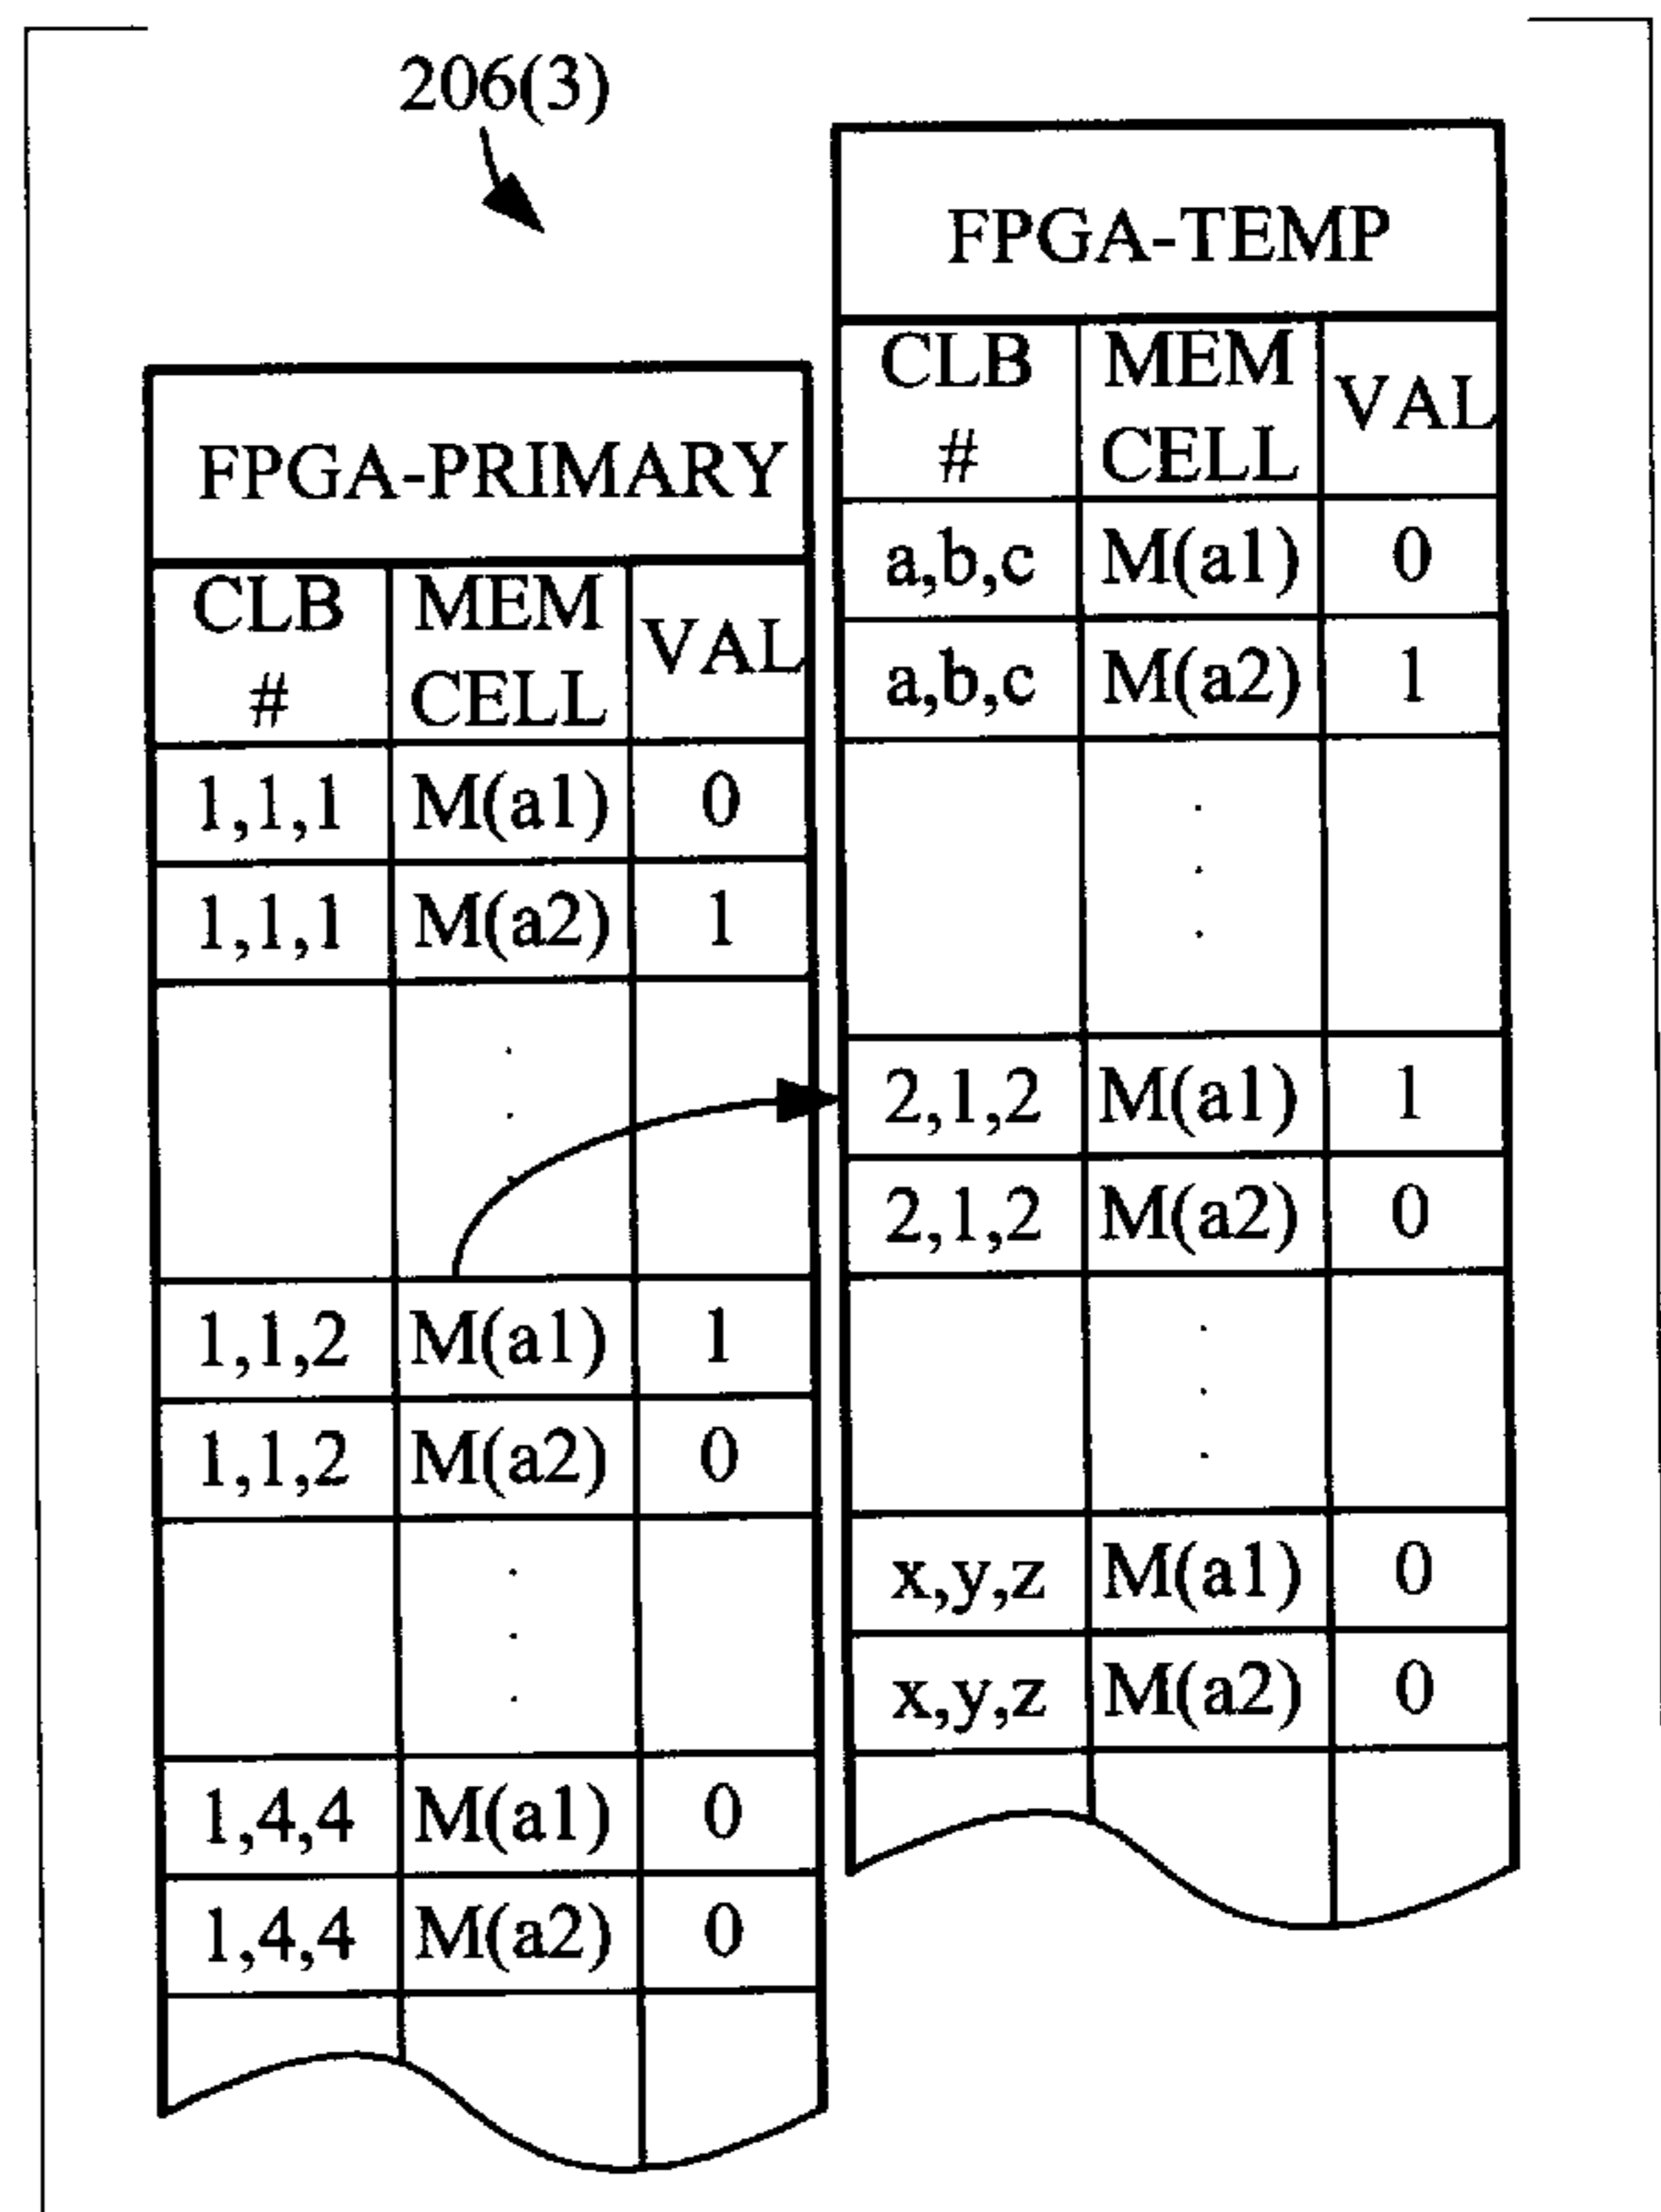 206(3)
FPGA-PRIMARY
CLB # MEM CELL VAL
1,1,1 M(a1) 0
1,1,1 M(a2) 1
1,1,2 M(a1) 1
1,1,2 M(a2) 0
1,4,4 M(a1) 0
1,4,4 M(a2) 0
FPGA-TEMP
CLB # MEM CELL VAL
a,b,c M(a1) 0
a,b,c M(a2) 1
2,1,2 M(a1) 1
2,1,2 M(a2) 0
x,y,z M(a1) 0
x,y,z M(a2) 0